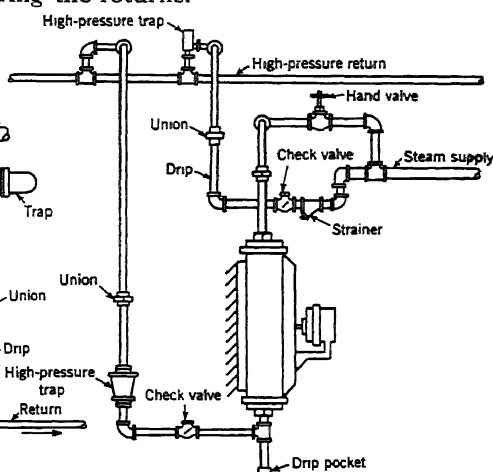 ing the returns.
High-pressure trap
High-pressure return
Hand valve
Union
Check valve
Steam supply
Drip
Trap
Strainer
Union
Union
Drip
High-pressure
trap
Check valve
Return
Drip pocket